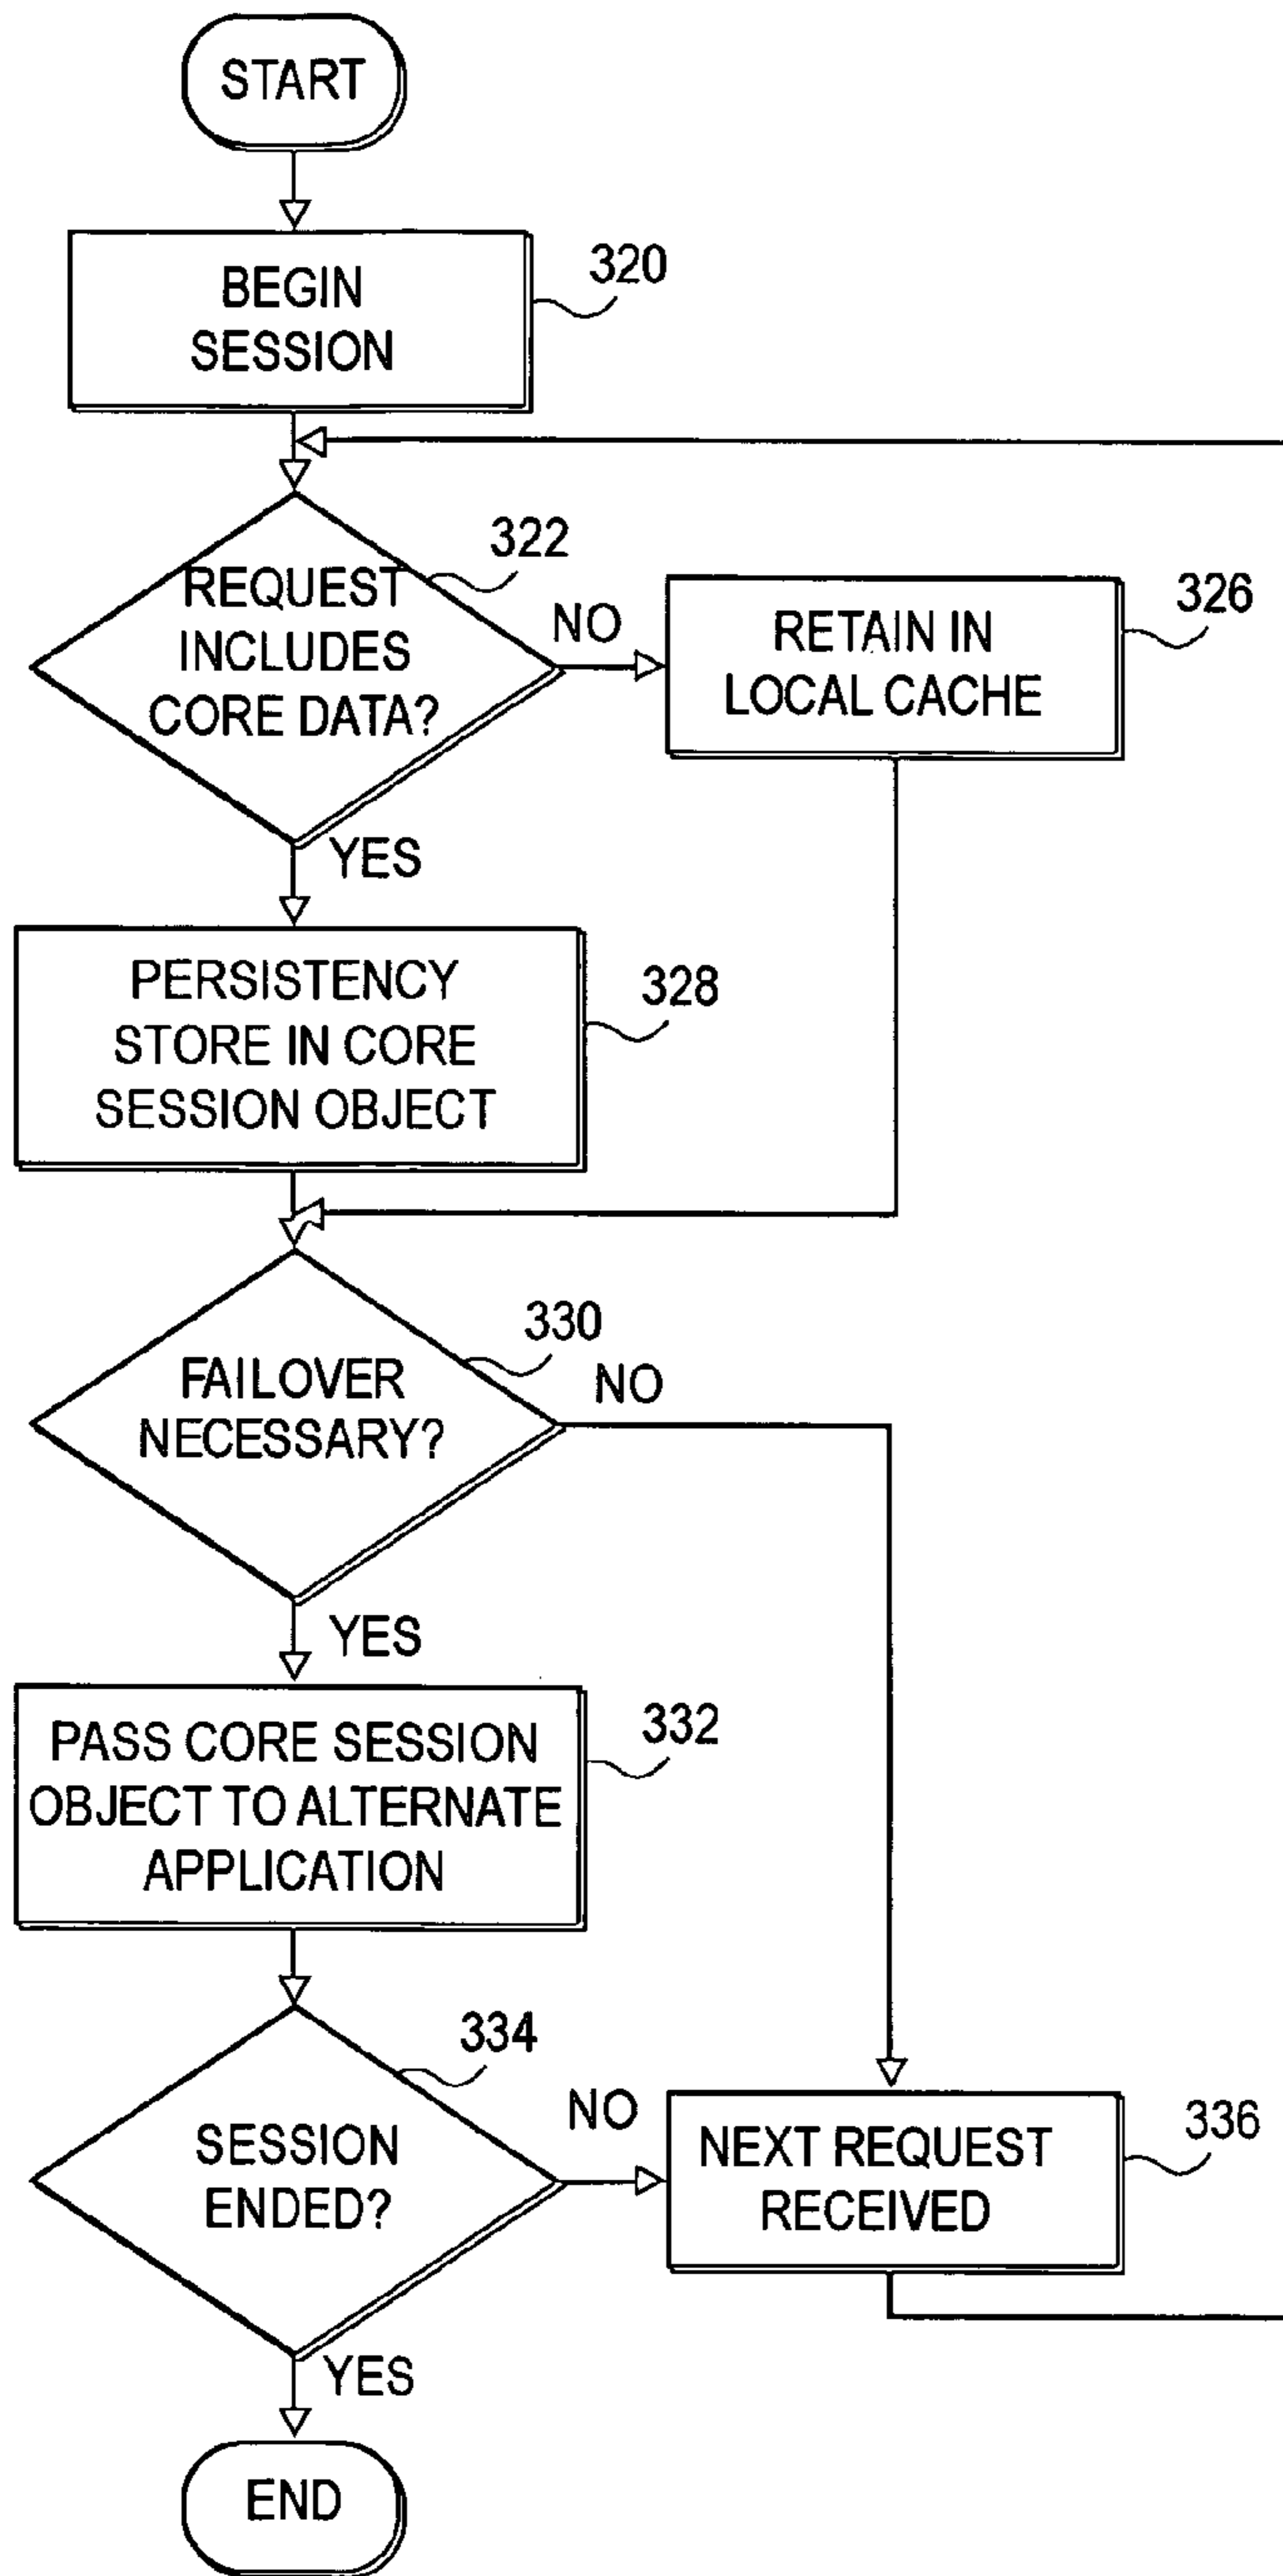 START
BEGIN
SESSION
320
322
REQUEST
INCLUDES
CORE DATA?
NO
RETAIN IN
LOCAL CACHE
326
YES
PERSISTENCY
STORE IN CORE
SESSION OBJECT
328
330
FAILOVER
NECESSARY?
NO
YES
PASS CORE SESSION
OBJECT TO ALTERNATE
APPLICATION
332
334
SESSION
ENDED?
NO
NEXT REQUEST
RECEIVED
336
YES
END